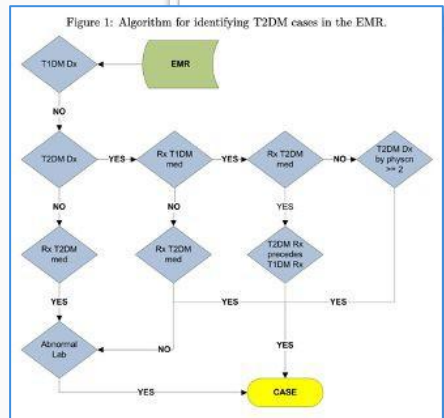 Figure 1: Algorithm for identifying T2DM cases in the EMR.
T1DM Dx
EMR
NO
T2DM Dx
YES
Rx T1DM
med
YES
Rx T2DM
med
NO
T2DM Dx
by physcn
>= 2
NO
NO
YES
Rx T2DM
med
Rx T2DM
med
T2DM Rx
precedes
T1DM Rx
YES
YES
YES
Abnormal
Lab
NO
YES
YES
CASE